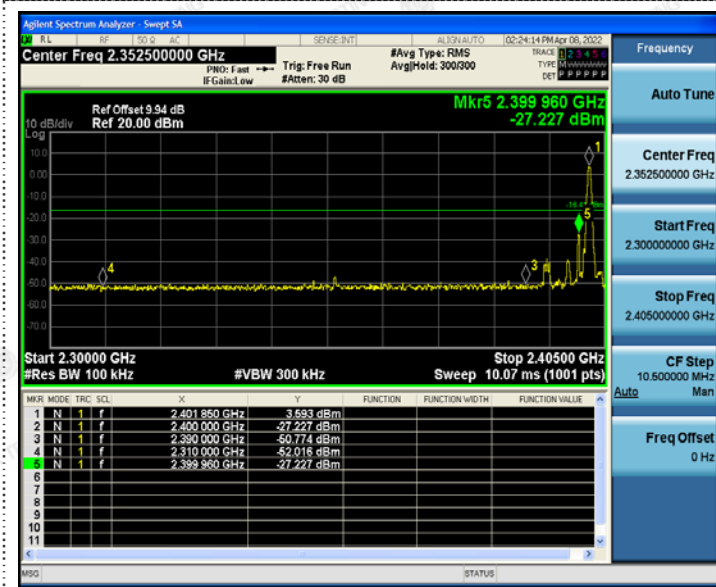 Agilent Spectrum Analyzer - Swept SA
RL RF 50 Ω AC SENSE:INT ALIGNAUTO 02:24:14 PM Apr 08, 2022
Center Freq 2.352500000 GHz #Avg Type: RMS TRACE 1 2 3 4 5 6
PNO: Fast Trig: Free Run Avg|Hold: 300/300 TYPE M
IFGain:Low #Atten: 30 dB DET P P P P P P
Mkr5 2.399 960 GHz
Ref Offset 9.94 dB
10 dB/div Ref 20.00 dBm -27.227 dBm
Log
10.0
0.00
-10.0
-20.0
-30.0
-40.0
-50.0
-60.0
-70.0
1
5
4
3
Start 2.30000 GHz Stop 2.40500 GHz
#Res BW 100 kHz #VBW 300 kHz Sweep 10.07 ms (1001 pts)
MKR MODE TRC SCL X Y FUNCTION FUNCTION WIDTH FUNCTION VALUE
1 N 1 f 2.401 850 GHz 3.593 dBm
2 N 1 f 2.400 000 GHz -27.227 dBm
3 N 1 f 2.390 000 GHz -50.774 dBm
4 N 1 f 2.310 000 GHz -52.016 dBm
5 N 1 f 2.399 960 GHz -27.227 dBm
6
7
8
9
10
11
MSG STATUS
Frequency
Auto Tune
Center Freq
2.352500000 GHz
Start Freq
2.300000000 GHz
Stop Freq
2.405000000 GHz
CF Step
10.500000 MHz
Auto Man
Freq Offset
0 Hz